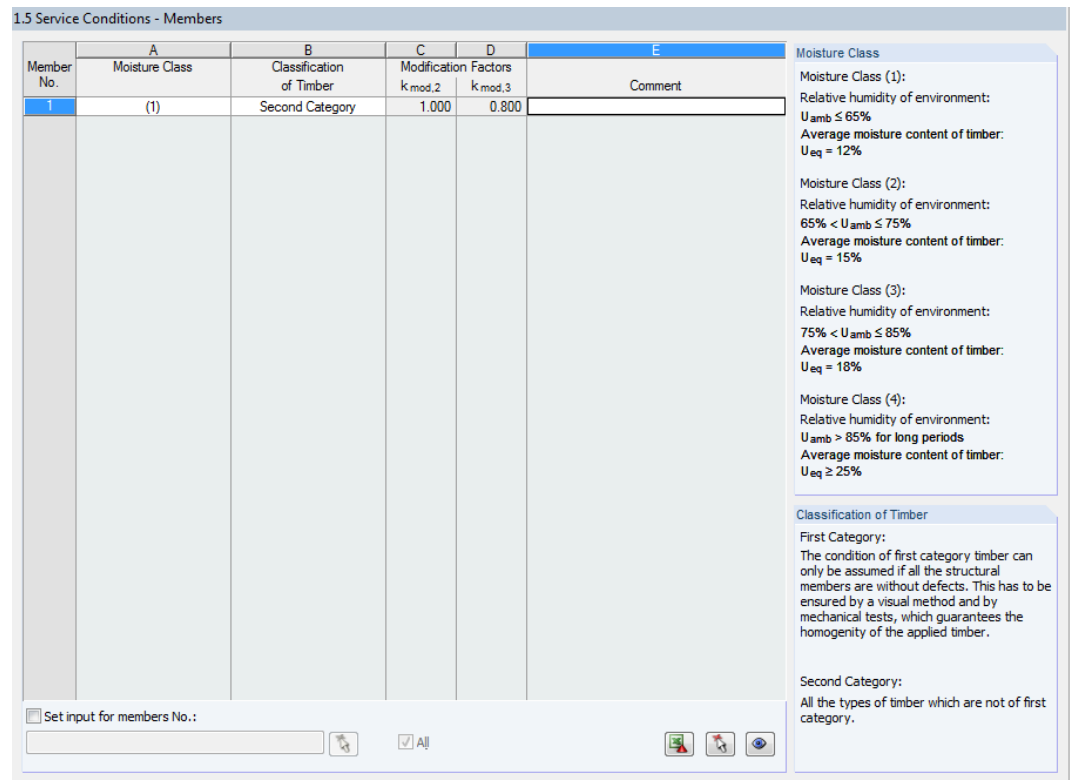 1.5 Service Conditions - Members
A B C D E
Member Moisture Class Classification Modification Factors
No. of Timber k mod,2 k mod,3 Comment
1 (1) Second Category 1.000 0.800
Set input for members No.:
All
Moisture Class
Moisture Class (1):
Relative humidity of environment:
U amb ≤ 65%
Average moisture content of timber:
U eq = 12%
Moisture Class (2):
Relative humidity of environment:
65% < U amb ≤ 75%
Average moisture content of timber:
U eq = 15%
Moisture Class (3):
Relative humidity of environment:
75% < U amb ≤ 85%
Average moisture content of timber:
U eq = 18%
Moisture Class (4):
Relative humidity of environment:
U amb > 85% for long periods
Average moisture content of timber:
U eq ≥ 25%
Classification of Timber
First Category:
The condition of first category timber can
only be assumed if all the structural
members are without defects. This has to be
ensured by a visual method and by
mechanical tests, which guarantees the
homogenity of the applied timber.
Second Category:
All the types of timber which are not of first
category.